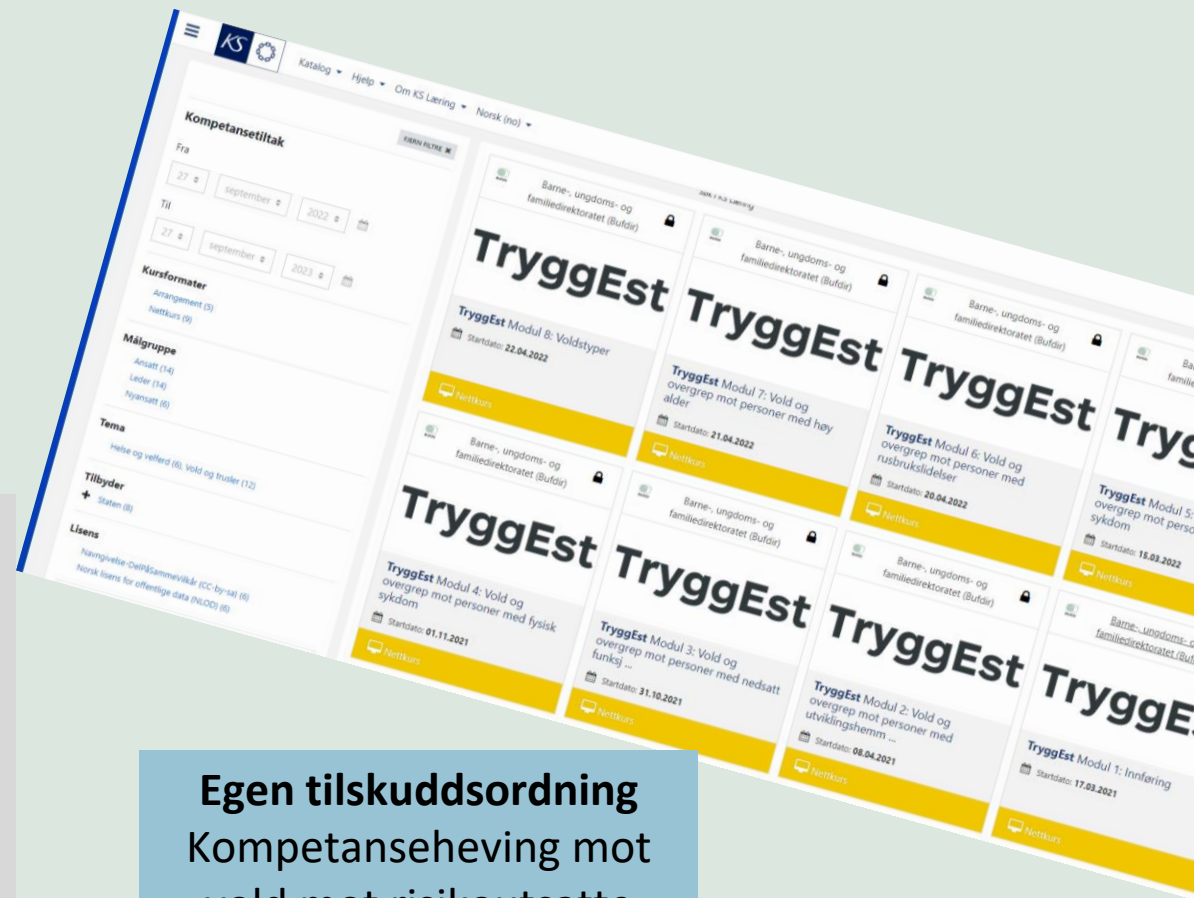 KS
Katalog
Hjelp
Om KS Læring
Norsk (no)
Kompetansetiltak
FJERN FILTRE ✖
Fra
27
september
2022
Til
27
september
2023
Kursformater
Arrangement (5)
Nettkurs (9)
Målgruppe
Ansatt (14)
Leder (14)
Nyansatt (6)
Tema
Helse og velferd (6), Vold og trusler (12)
Tilbyder
+ Staten (8)
Lisens
Navngivelse-DelPåSammeVilkår (CC-by-sa) (6)
Norsk lisens for offentlige data (NLOD) (6)
Barne-, ungdoms- og
familiedirektoratet (Bufdir)
TryggEst
TryggEst Modul 8: Voldstyper
Startdato: 22.04.2022
Nettkurs
Barne-, ungdoms- og
familiedirektoratet (Bufdir)
TryggEst
TryggEst Modul 7: Vold og
overgrep mot personer med høy
alder
Startdato: 21.04.2022
Nettkurs
Barne-, ungdoms- og
familiedirektoratet (Bufdir)
TryggEst
TryggEst Modul 6: Vold og
overgrep mot personer med
rusbrukslidelser
Startdato: 20.04.2022
Nettkurs
TryggEst Modul 5:
overgrep mot
sykdom
Startdato: 15.03.2022
Nettkurs
Barne-, ungdoms- og
familiedirektoratet (Bufdir)
TryggEst
TryggEst Modul 4: Vold og
overgrep mot personer med fysisk
sykdom
Startdato: 01.11.2021
Nettkurs
Barne-, ungdoms- og
familiedirektoratet (Bufdir)
TryggEst
TryggEst Modul 3: Vold og
overgrep mot personer med nedsatt
funksj ...
Startdato: 31.10.2021
Nettkurs
Barne-, ungdoms- og
familiedirektoratet (Bufdir)
TryggEst
TryggEst Modul 2: Vold og
overgrep mot personer med
utviklingshemm ...
Startdato: 08.04.2021
Nettkurs
Barne-, ungdoms-
familiedirektoratet
TryggEst Modul 1: Innføring
Startdato: 17.03.2021
Nettkurs
Egen tilskuddsordning
Kompetanseheving mot
vold mot risikoutsatte